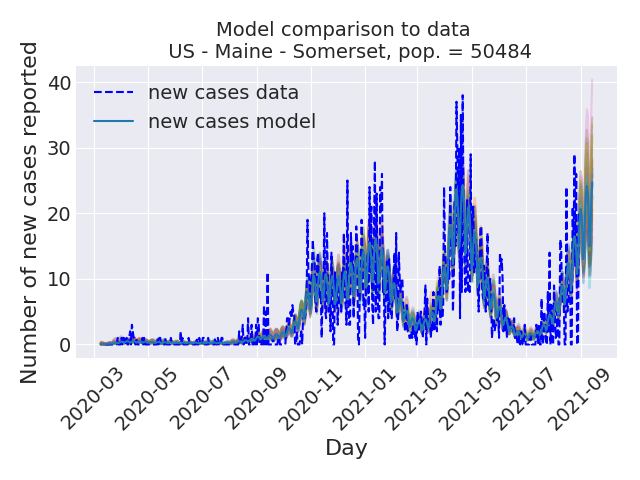 Model comparison to data
US - Maine - Somerset, pop. = 50484
Number of new cases reported
40
30
20
10
0
new cases data
new cases model
2020-03
2020-05
2020-07
2020-09
2020-11
2021-01
2021-03
2021-05
2021-07
2021-09
Day